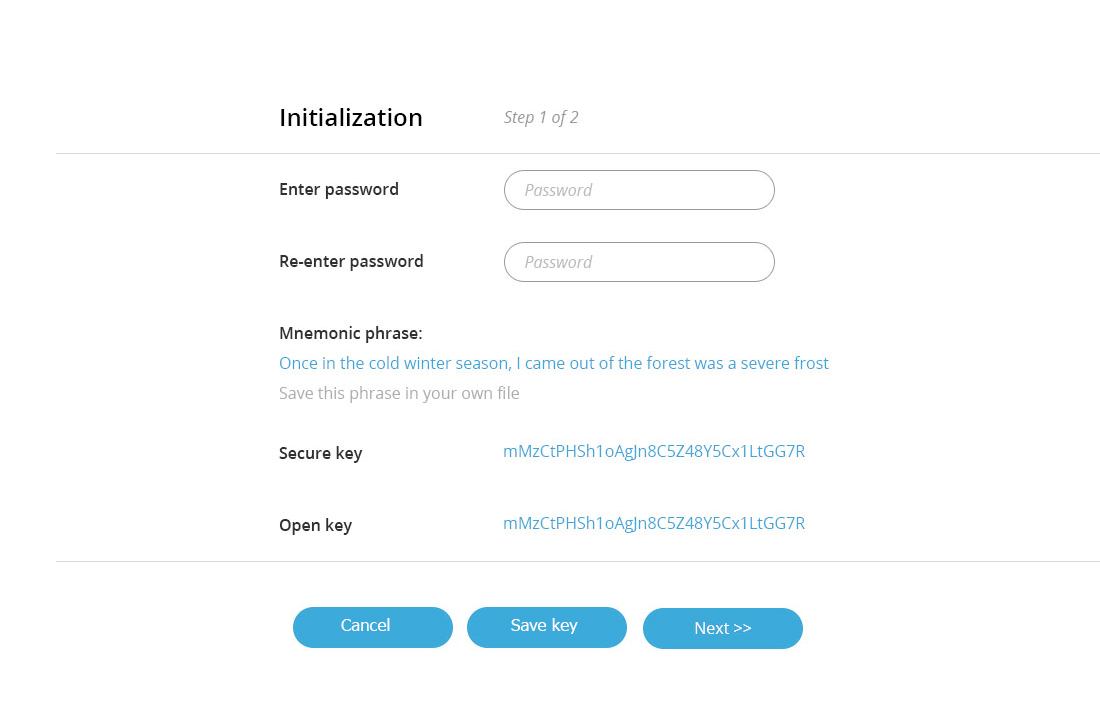 Initialization
Step 1 of 2
Enter password
Password
Re-enter password
Password
Mnemonic phrase:
Once in the cold winter season, I came out of the forest was a severe frost
Save this phrase in your own file
Secure key
mMzCtPHSh1oAgJn8C5Z48Y5Cx1LtGG7R
Open key
mMzCtPHSh1oAgJn8C5Z48Y5Cx1LtGG7R
Cancel
Save key
Next >>